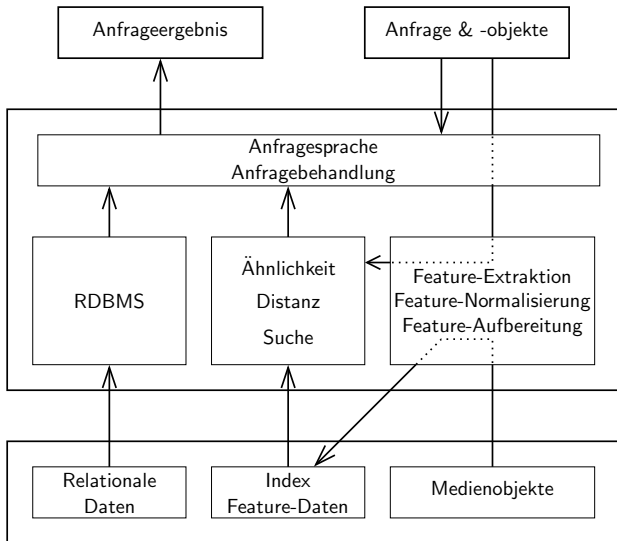 Anfrageergebnis
Anfrage & -objekte
Anfragesprache
Anfragebehandlung
RDBMS
Ähnlichkeit
Distanz
Suche
Feature-Extraktion
Feature-Normalisierung
Feature-Aufbereitung
Relationale
Daten
Index
Feature-Daten
Medienobjekte